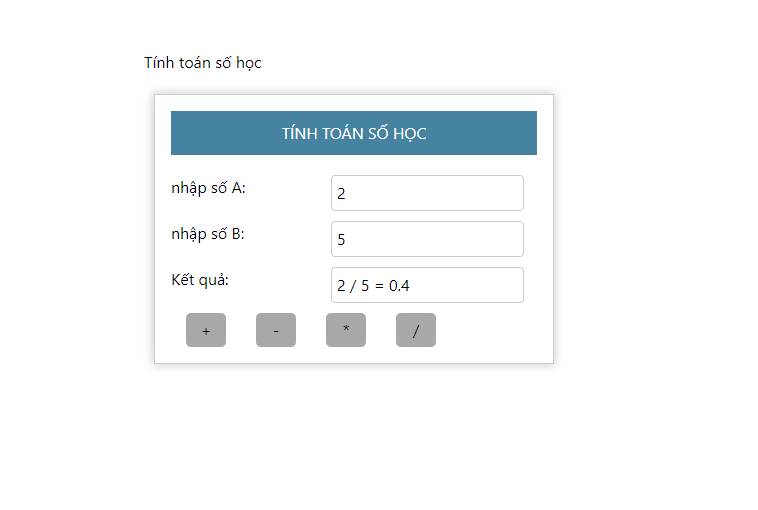 Tính toán số học
TÍNH TOÁN SỐ HỌC
nhập số A: 2
nhập số B: 5
Kết quả: 2 / 5 = 0.4
+ - * /